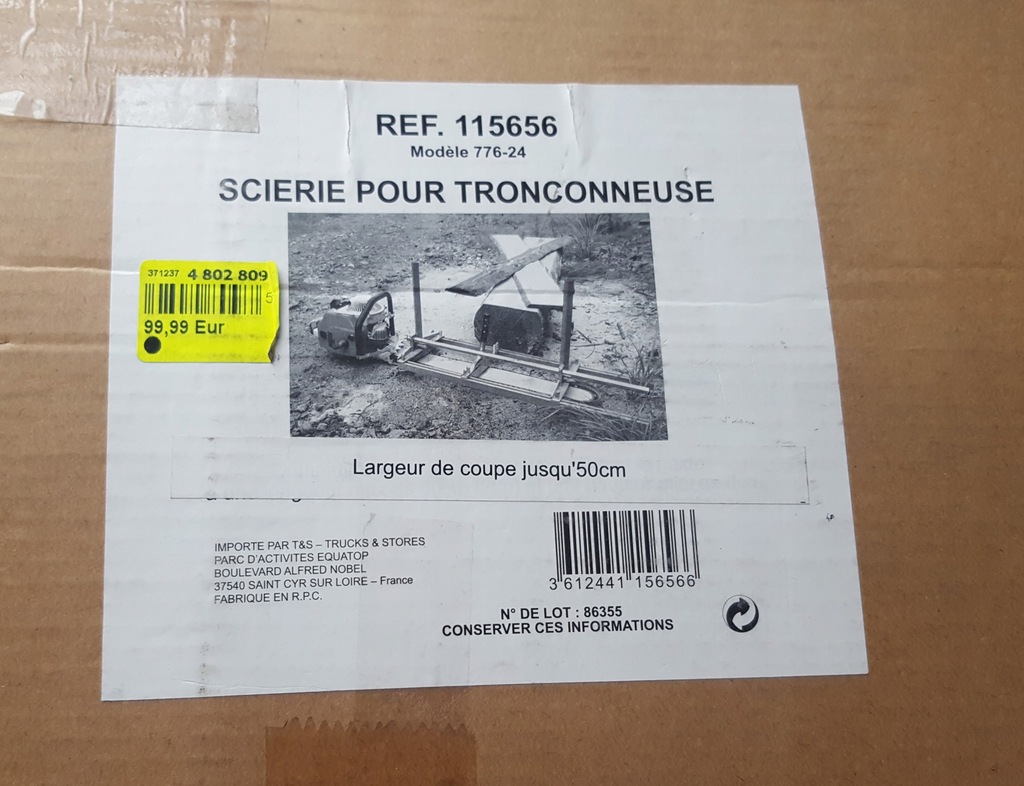 REF. 115656
Modèle 776-24
SCIERIE POUR TRONCONNEUSE
371237 4 802 809
5
99,99 Eur
Largeur de coupe jusqu'50cm
IMPORTE PAR T&S – TRUCKS & STORES
PARC D'ACTIVITES EQUATOP
BOULEVARD ALFRED NOBEL
37540 SAINT CYR SUR LOIRE – France
FABRIQUE EN R.P.C.
3 612441 156566
N° DE LOT : 86355
CONSERVER CES INFORMATIONS